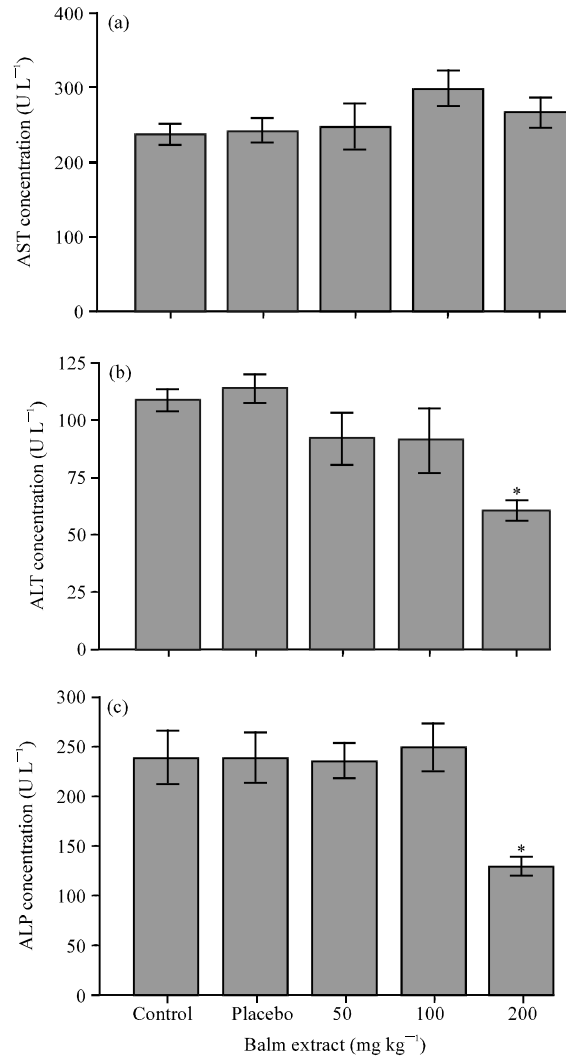 (a)
AST concentration (U L⁻¹)
400
300
200
100
0
(b)
ALT concentration (U L⁻¹)
125
100
75
50
25
0
*
(c)
ALP concentration (U L⁻¹)
300
250
200
150
100
50
0
*
Control Placebo 50 100 200
Balm extract (mg kg⁻¹)